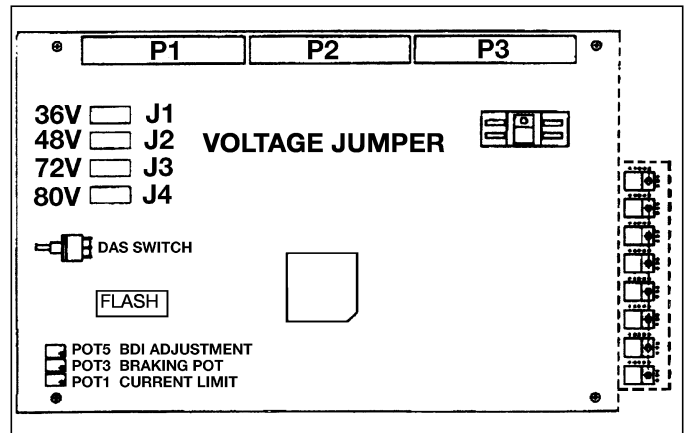 P1 P2 P3
36V J1
48V J2
72V J3
80V J4
VOLTAGE JUMPER
DAS SWITCH
FLASH
POT5 BDI ADJUSTMENT
POT3 BRAKING POT
POT1 CURRENT LIMIT